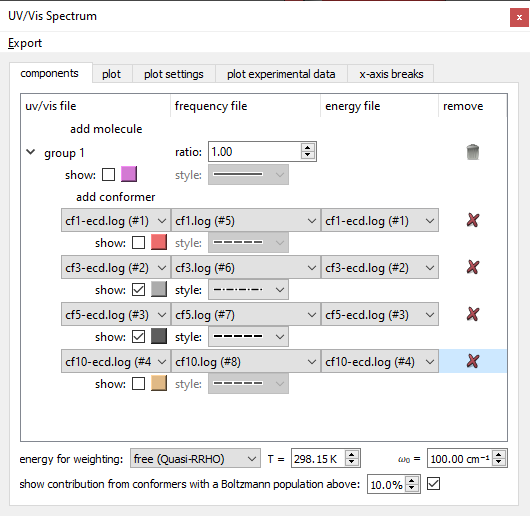 UV/Vis Spectrum
x
Export
components plot plot settings plot experimental data x-axis breaks
uv/vis file frequency file energy file remove
add molecule
group 1 ratio: 1.00
show: style:
add conformer
cf1-ecd.log (#1) cf1.log (#5) cf1-ecd.log (#1)
show: style:
cf3-ecd.log (#2) cf3.log (#6) cf3-ecd.log (#2)
show: style:
cf5-ecd.log (#3) cf5.log (#7) cf5-ecd.log (#3)
show: style:
cf10-ecd.log (#4 cf10.log (#8) cf10-ecd.log (#4)
show: style:
energy for weighting: free (Quasi-RRHO) T = 298.15 K ω₀ = 100.00 cm⁻¹
show contribution from conformers with a Boltzmann population above: 10.0%